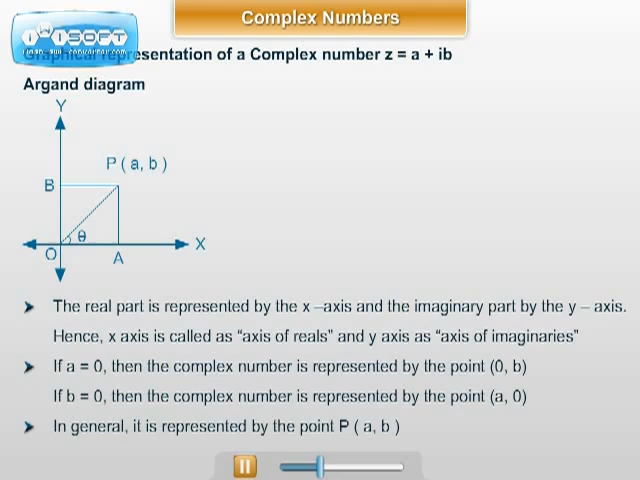 Complex Numbers
Graphical representation of a Complex number z = a + ib
Argand diagram
Y
P ( a, b )
B
θ
X
O
A
The real part is represented by the x –axis and the imaginary part by the y – axis.
Hence, x axis is called as “axis of reals” and y axis as “axis of imaginaries”
If a = 0, then the complex number is represented by the point (0, b)
If b = 0, then the complex number is represented by the point (a, 0)
In general, it is represented by the point P ( a, b )